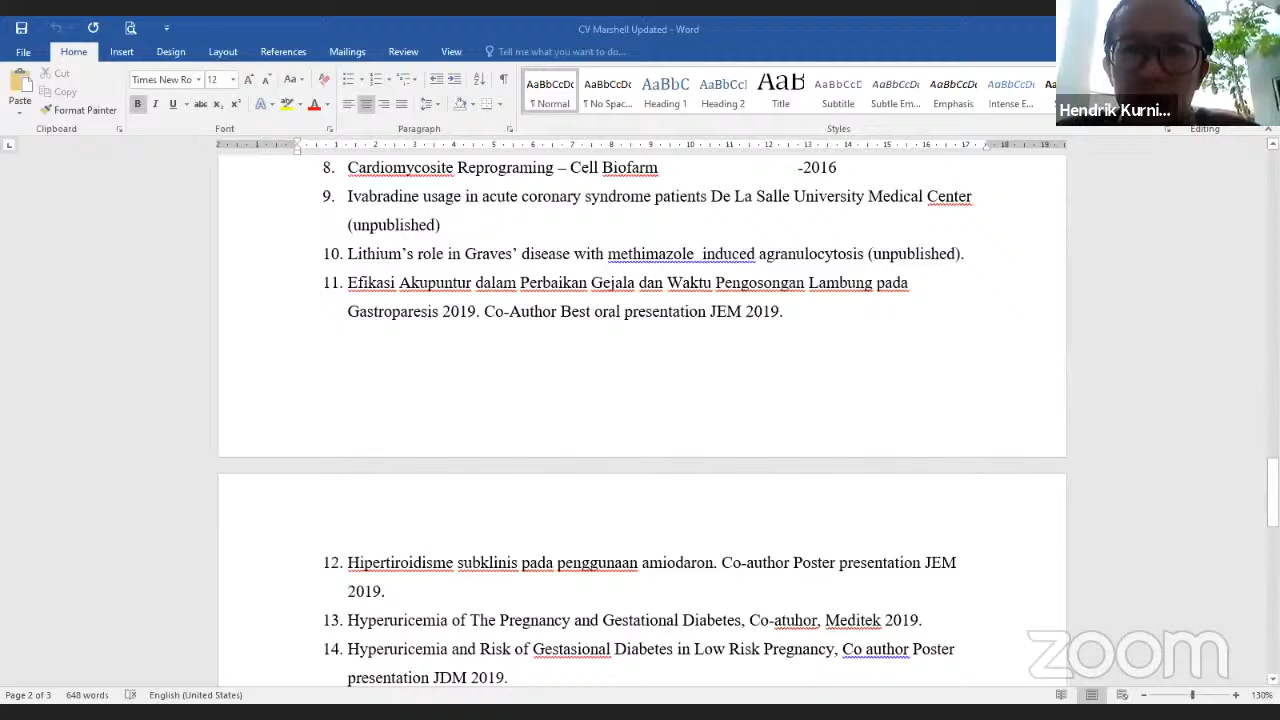 CV Marshell Updated - Word
File Home Insert Design Layout References Mailings Review View Tell me what you want to do...
Cut
Copy
Paste
Format Painter
Times New Ro 12
AaBbCcDc AaBbCcDc AaBbC AaBbCcI AaB AaBbCcD AaBbCcDc AaBbCcDc AaBbCcDc
¶ Normal ¶ No Spac... Heading 1 Heading 2 Title Subtitle Subtle Em... Emphasis Intense E...
Clipboard Font Paragraph Styles Editing
Hendrik Kurni...
8. Cardiomycosite Reprograming – Cell Biofarm -2016
9. Ivabradine usage in acute coronary syndrome patients De La Salle University Medical Center
(unpublished)
10. Lithium’s role in Graves’ disease with methimazole induced agranulocytosis (unpublished).
11. Efikasi Akupuntur dalam Perbaikan Gejala dan Waktu Pengosongan Lambung pada
Gastroparesis 2019. Co-Author Best oral presentation JEM 2019.
12. Hipertiroidisme subklinis pada penggunaan amiodaron. Co-author Poster presentation JEM
2019.
13. Hyperuricemia of The Pregnancy and Gestational Diabetes, Co-atuhor, Meditek 2019.
14. Hyperuricemia and Risk of Gestasional Diabetes in Low Risk Pregnancy, Co author Poster
presentation JDM 2019.
zoom
Page 2 of 3 648 words English (United States) 130%